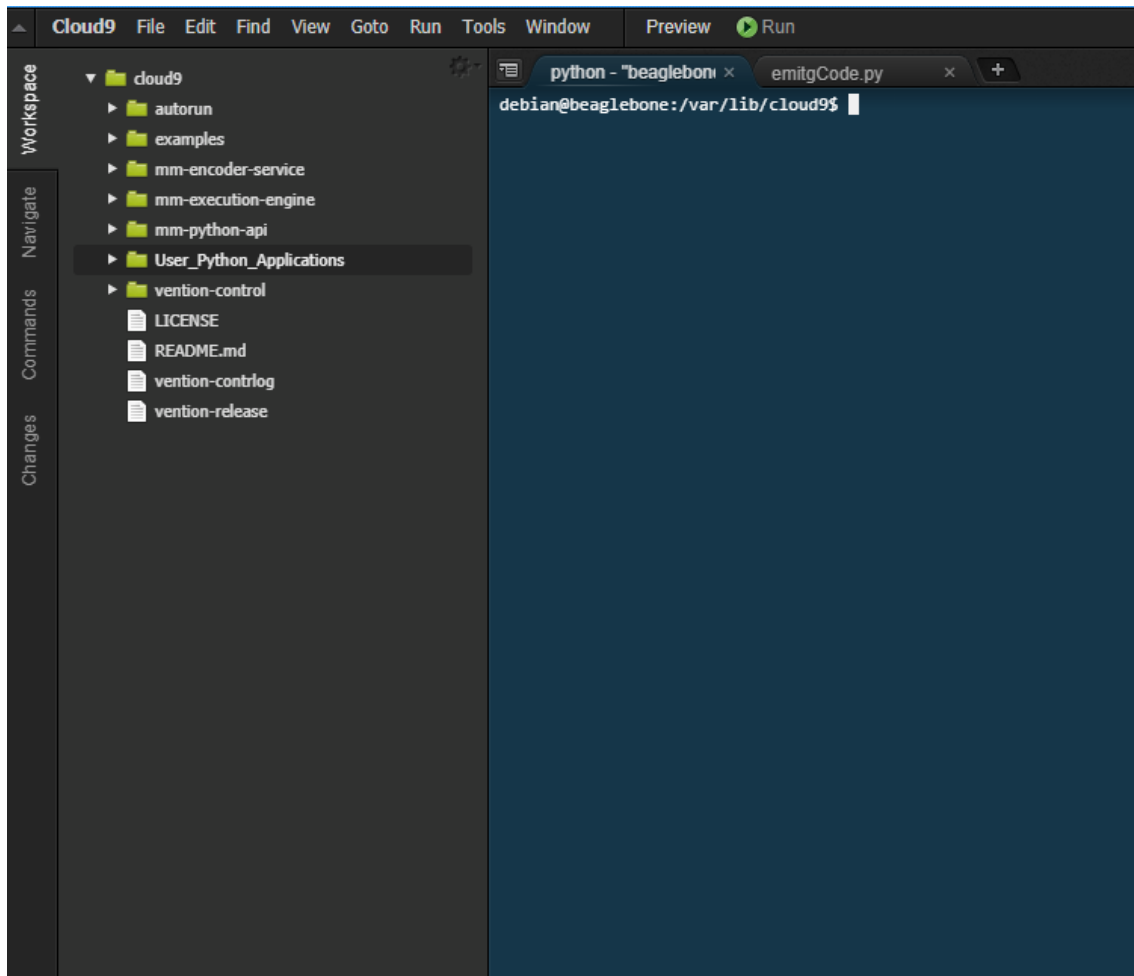 Cloud9 File Edit Find View Goto Run Tools Window Preview Run
Workspace
Navigate
Commands
Changes
cloud9
autorun
examples
mm-encoder-service
mm-execution-engine
mm-python-api
User_Python_Applications
vention-control
LICENSE
README.md
vention-contrlog
vention-release
python - "beaglebon × emitgCode.py × +
debian@beaglebone:/var/lib/cloud9$